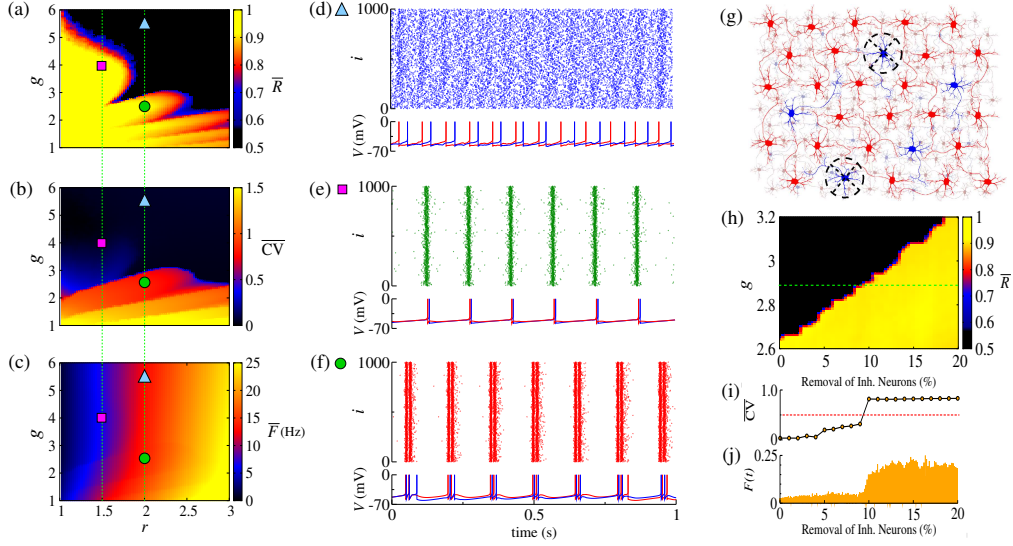 (a)
6
5
4
3
2
1
g
1
0.9
0.8
0.7
0.6
0.5
R̅
(b)
6
5
4
3
2
1
g
1.5
1
0.5
0
C̅V̅
(c)
6
5
4
3
2
1
g
25
20
15
10
5
0
F̅ (Hz)
1 1.5 2 2.5 3
r
(d)
1000
i
0
0
-70
V (mV)
(e)
1000
i
0
0
-70
V (mV)
(f)
1000
i
0
0
-70
V (mV)
0 0.5 1
time (s)
(g)
(h)
3.2
3
2.8
2.6
g
1
0.9
0.8
0.7
0.6
0.5
R̅
0 5 10 15 20
Removal of Inh. Neurons (%)
(i)
1.0
0
C̅V̅
(j)
0.25
0
F(t)
0 5 10 15 20
Removal of Inh. Neurons (%)